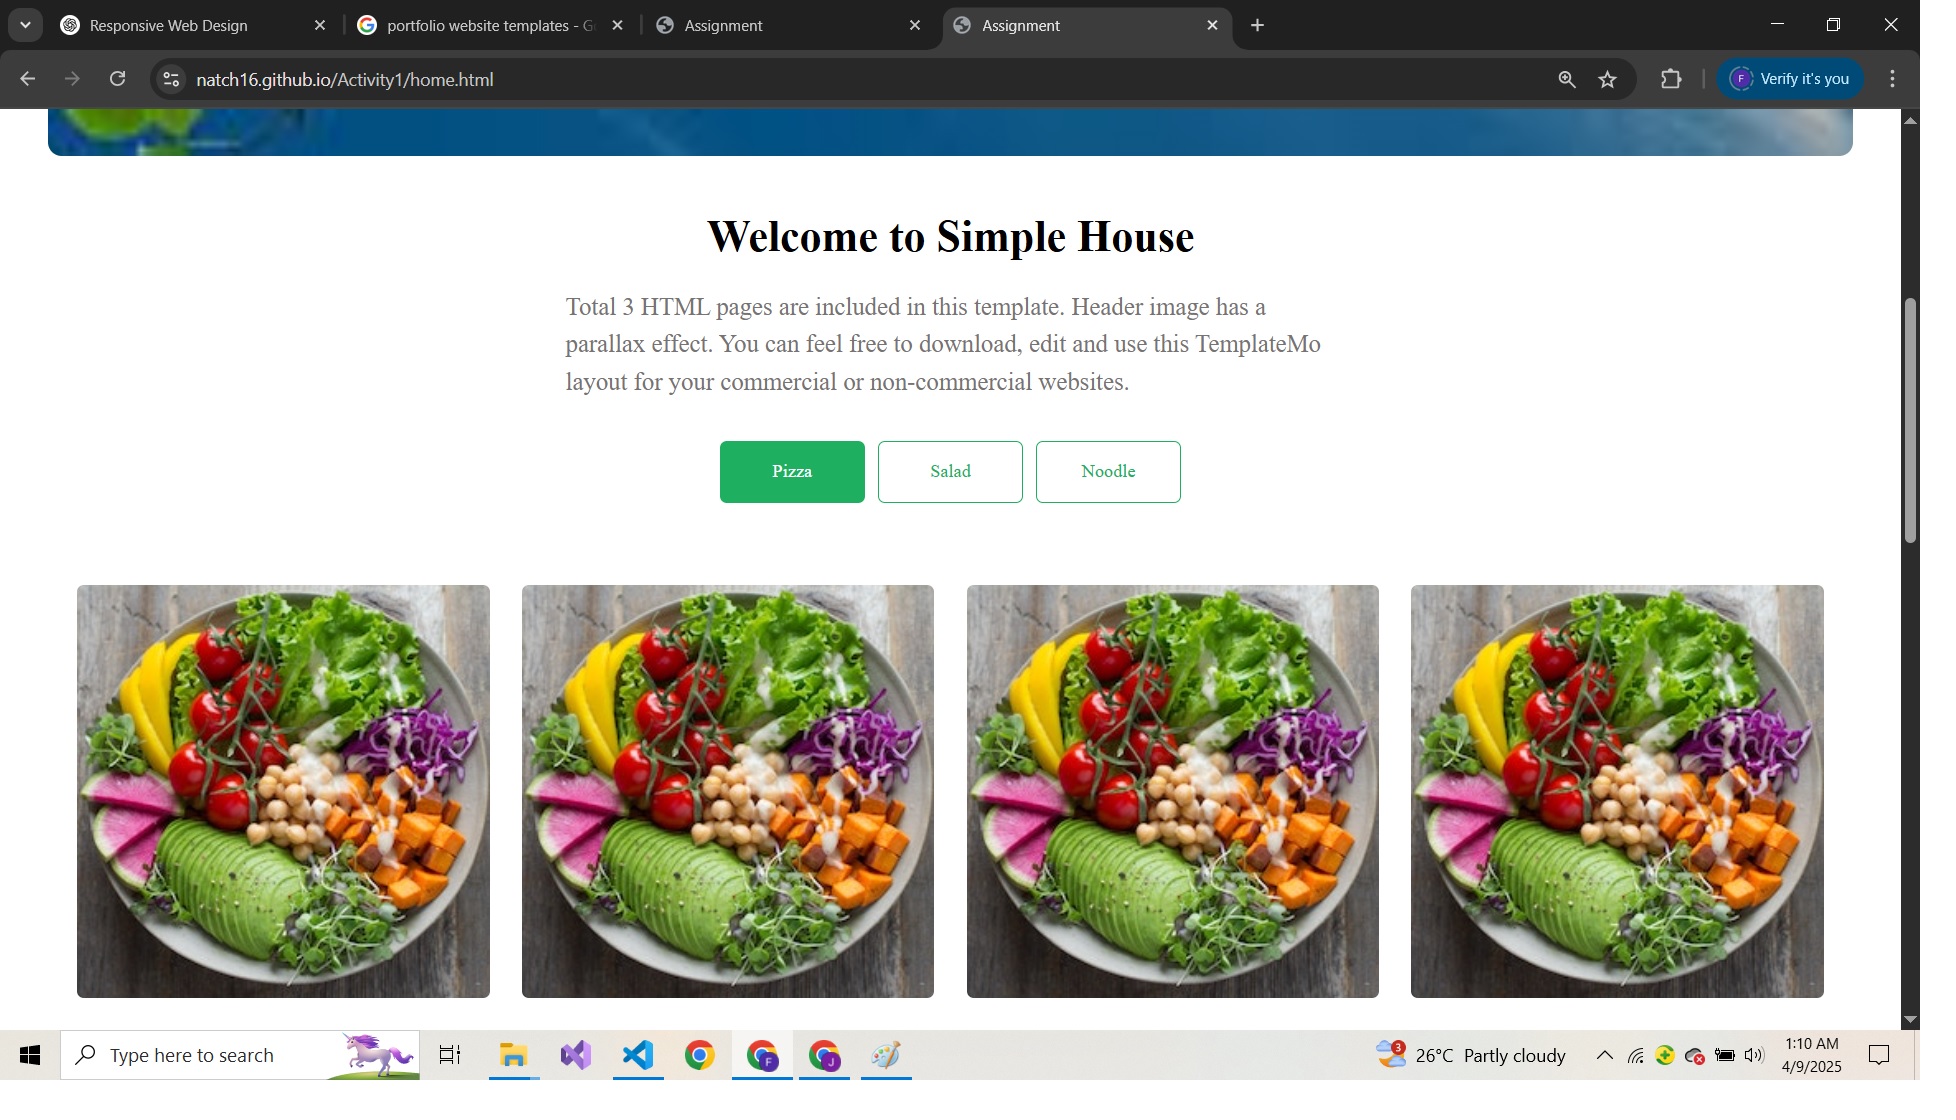 Responsive Web Design
portfolio website templates - G
Assignment
Assignment
natch16.github.io/Activity1/home.html
F
Verify it's you
Welcome to Simple House
Total 3 HTML pages are included in this template. Header image has a
parallax effect. You can feel free to download, edit and use this TemplateMo
layout for your commercial or non-commercial websites.
Pizza
Salad
Noodle
Type here to search
F
J
3
26°C Partly cloudy
1:10 AM
4/9/2025